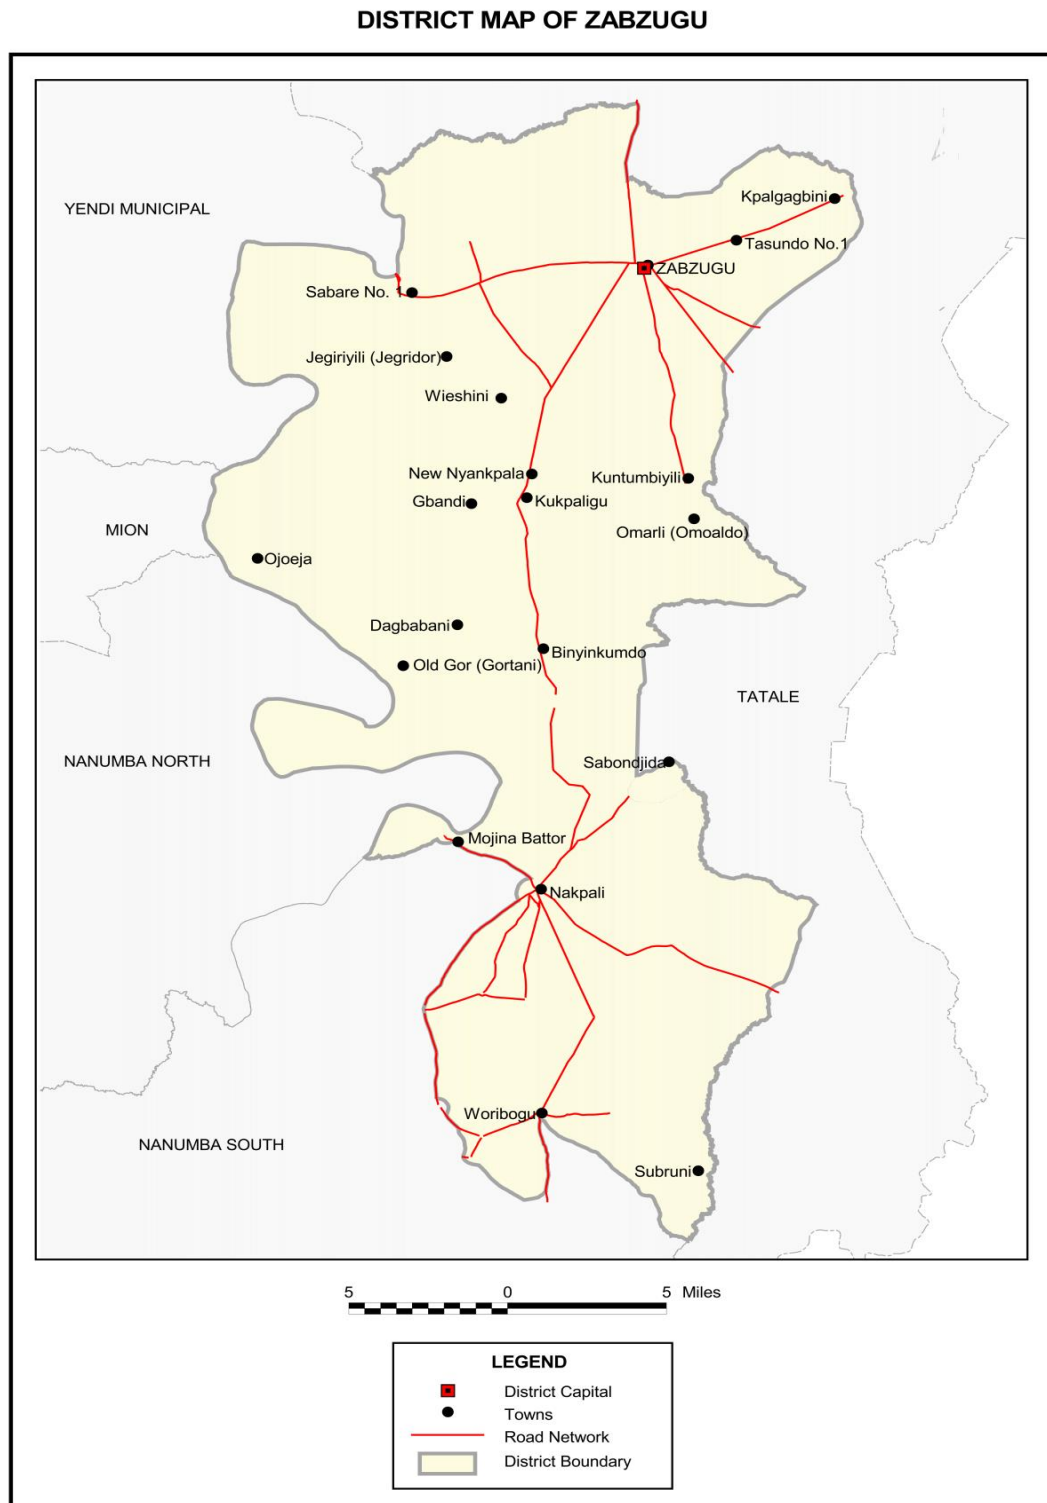 DISTRICT MAP OF ZABZUGU
Kpalgagbini
YENDI MUNICIPAL
Tasundo No.1
ZABZUGU
Sabare No. 1
Jegiriyili (Jegridor)
Wieshini
New Nyankpala
Kuntumbiyili
Gbandi
Kukpaligu
MION
Omarli (Omoaldo)
Ojoeja
Dagbabani
Binyinkumdo
Old Gor (Gortani)
TATALE
NANUMBA NORTH
Sabondjida
Mojina Battor
Nakpali
Woribogu
NANUMBA SOUTH
Subruni
5 0 5 Miles
LEGEND
District Capital
Towns
Road Network
District Boundary